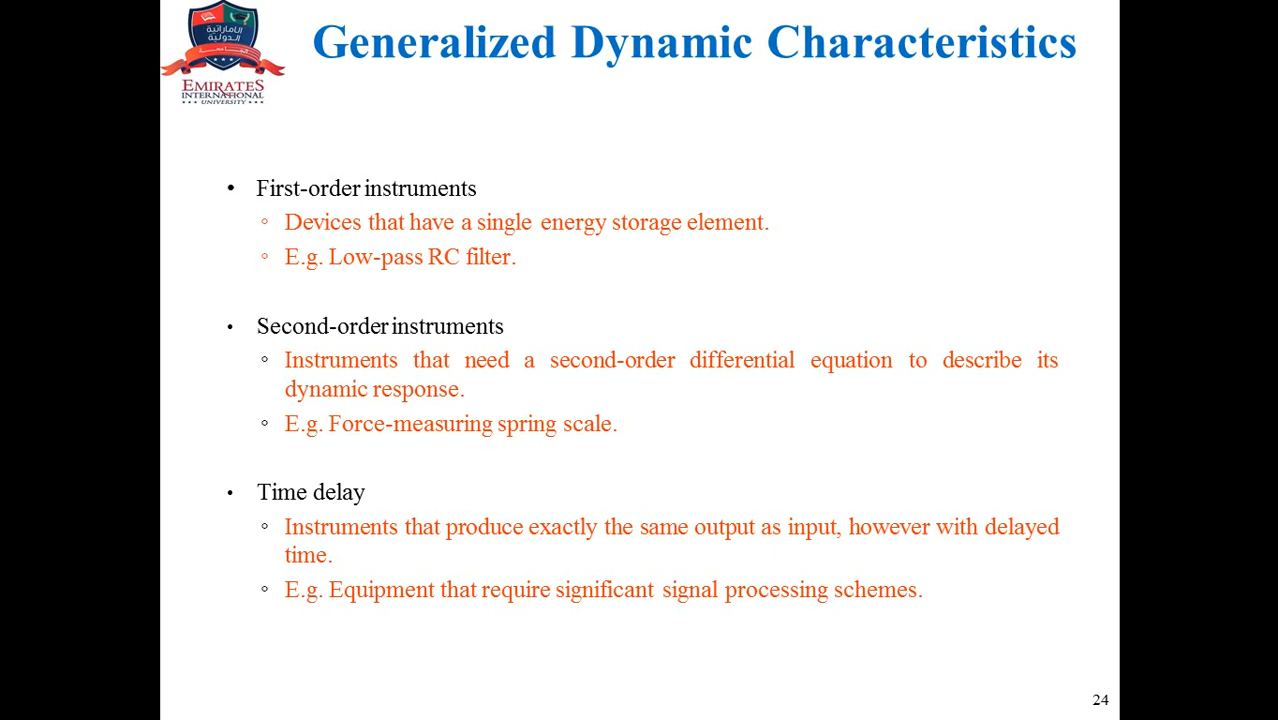 الإماراتية
الدولية
EMIRATES
INTERNATIONAL
UNIVERSITY
Generalized Dynamic Characteristics
• First-order instruments
◦ Devices that have a single energy storage element.
◦ E.g. Low-pass RC filter.
• Second-order instruments
◦ Instruments that need a second-order differential equation to describe its
dynamic response.
◦ E.g. Force-measuring spring scale.
• Time delay
◦ Instruments that produce exactly the same output as input, however with delayed
time.
◦ E.g. Equipment that require significant signal processing schemes.
24